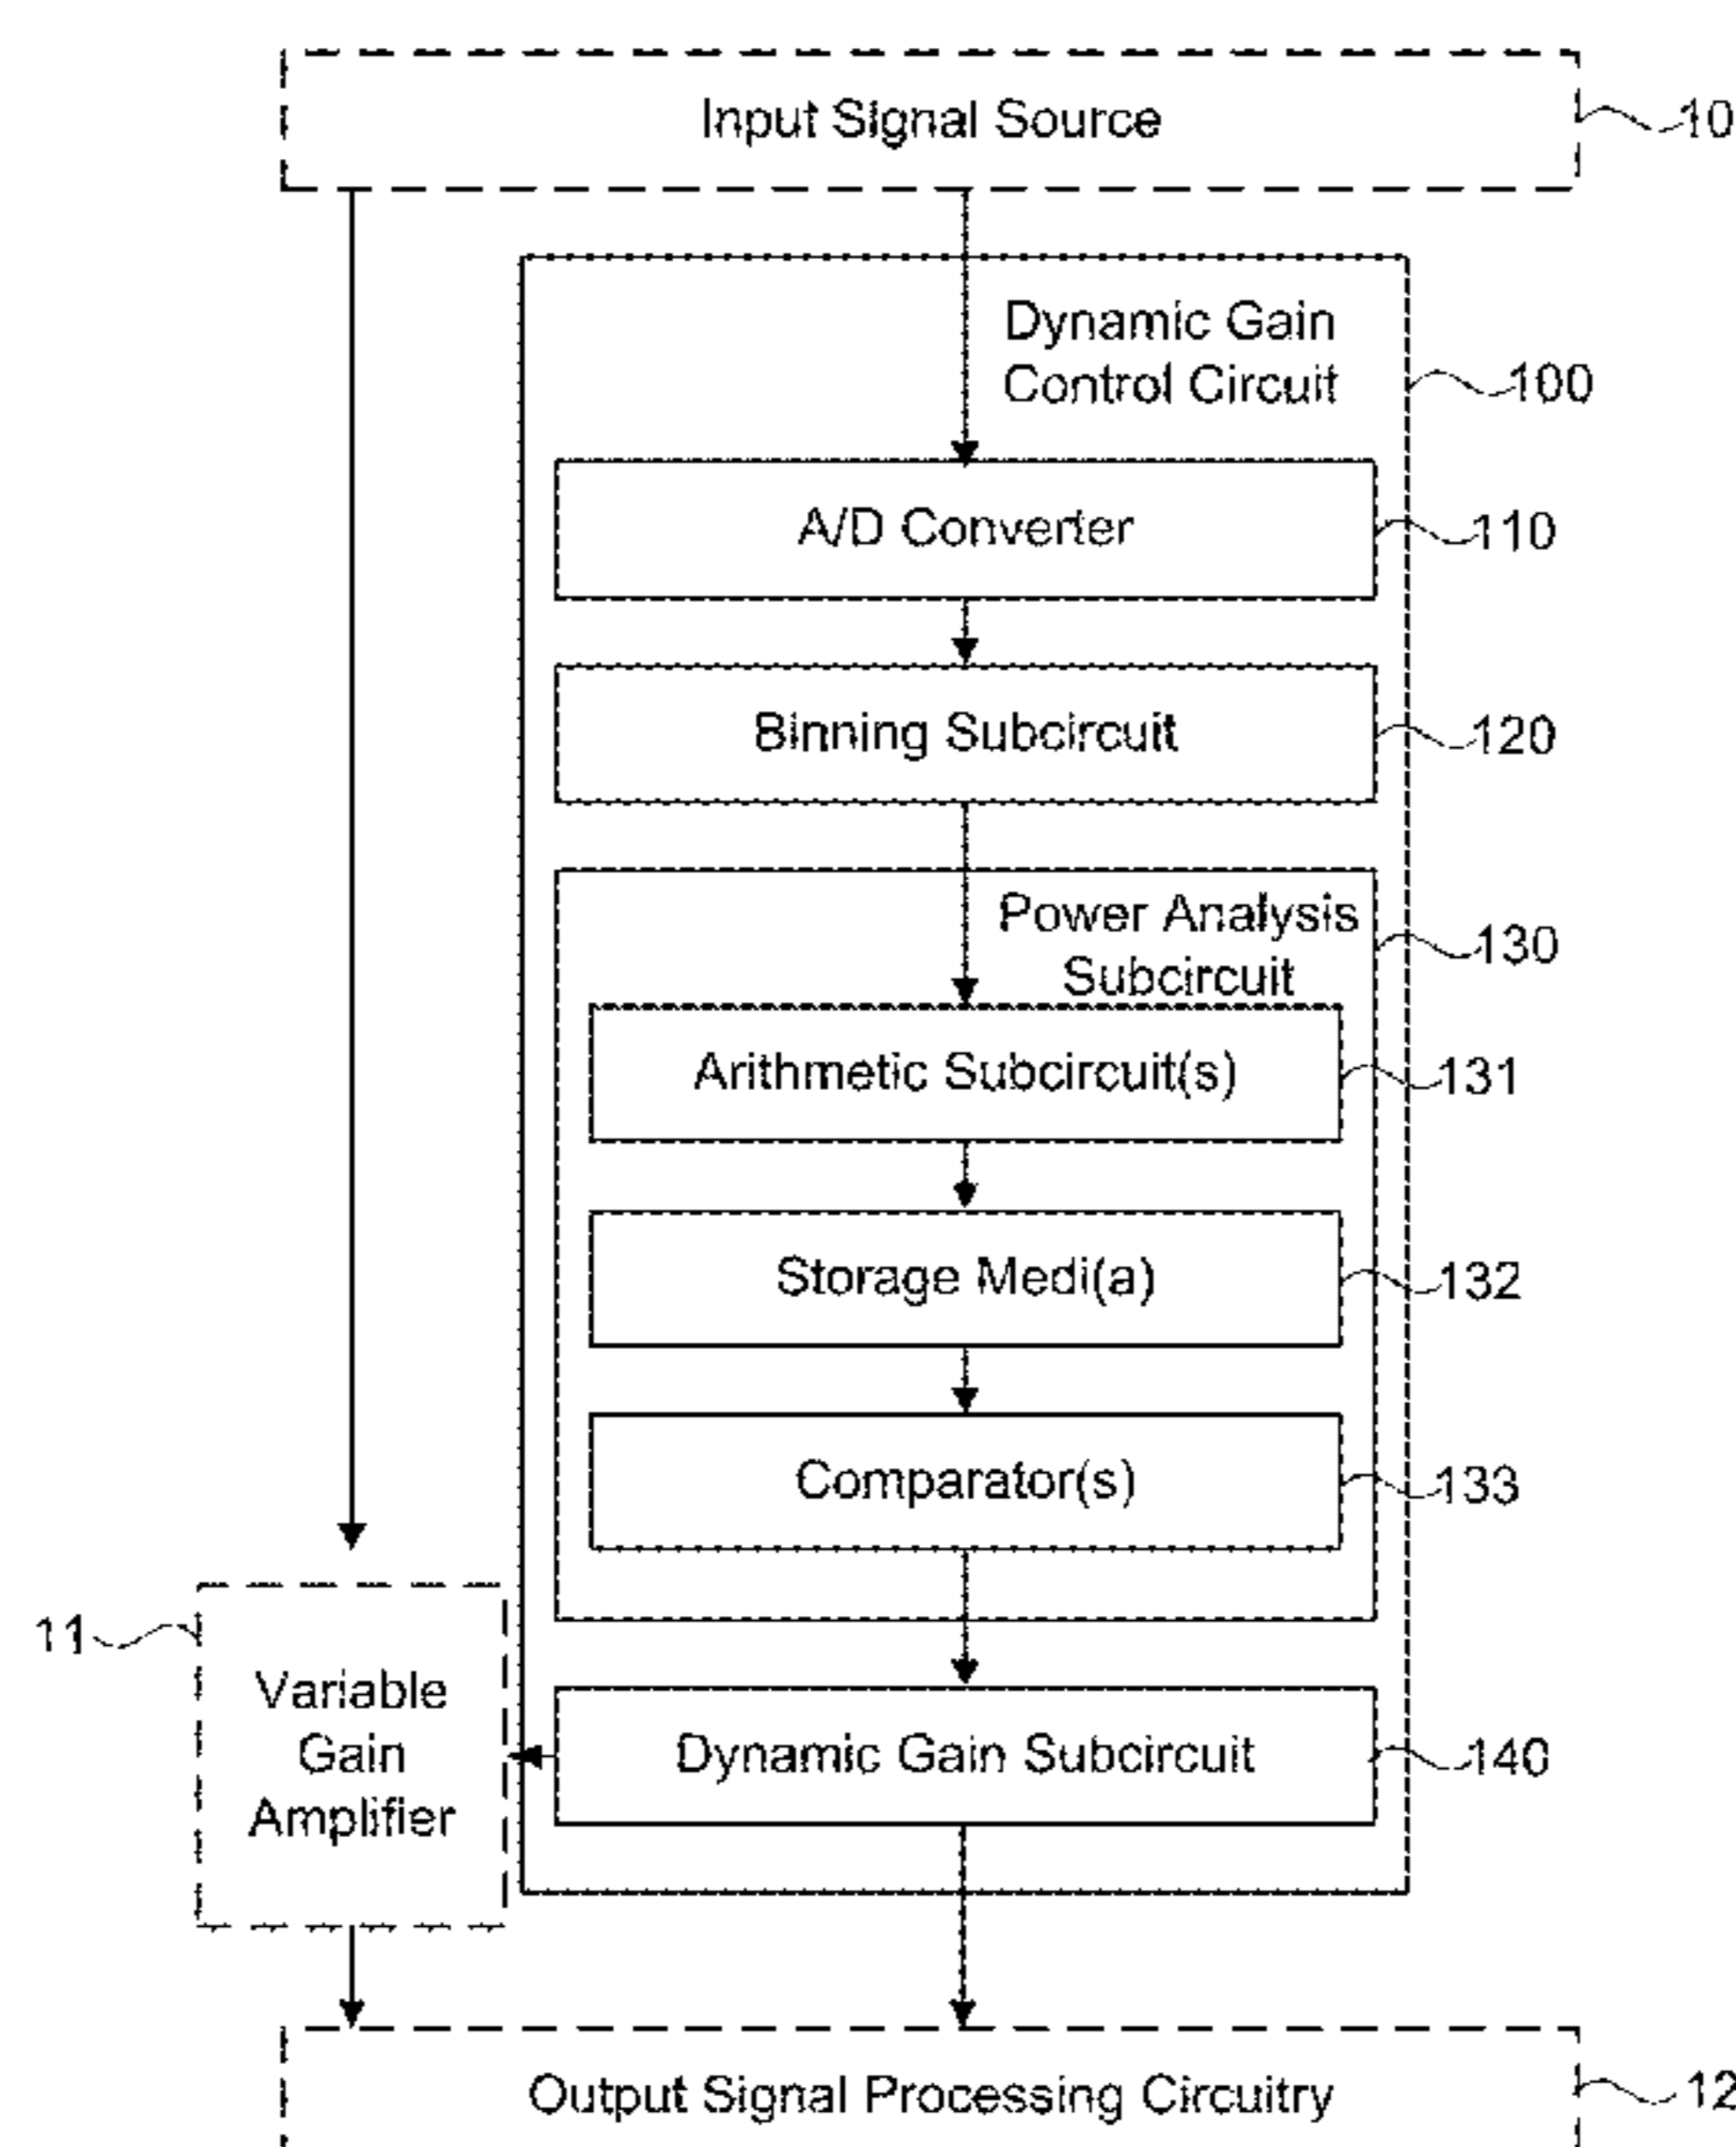 Input Signal Source
10
Dynamic Gain
Control Circuit
100
A/D Converter
110
Binning Subcircuit
120
Power Analysis
Subcircuit
130
Arithmetic Subcircuit(s)
131
Storage Medi(a)
132
Comparator(s)
133
11
Variable
Gain
Amplifier
Dynamic Gain Subcircuit
140
Output Signal Processing Circuitry
12